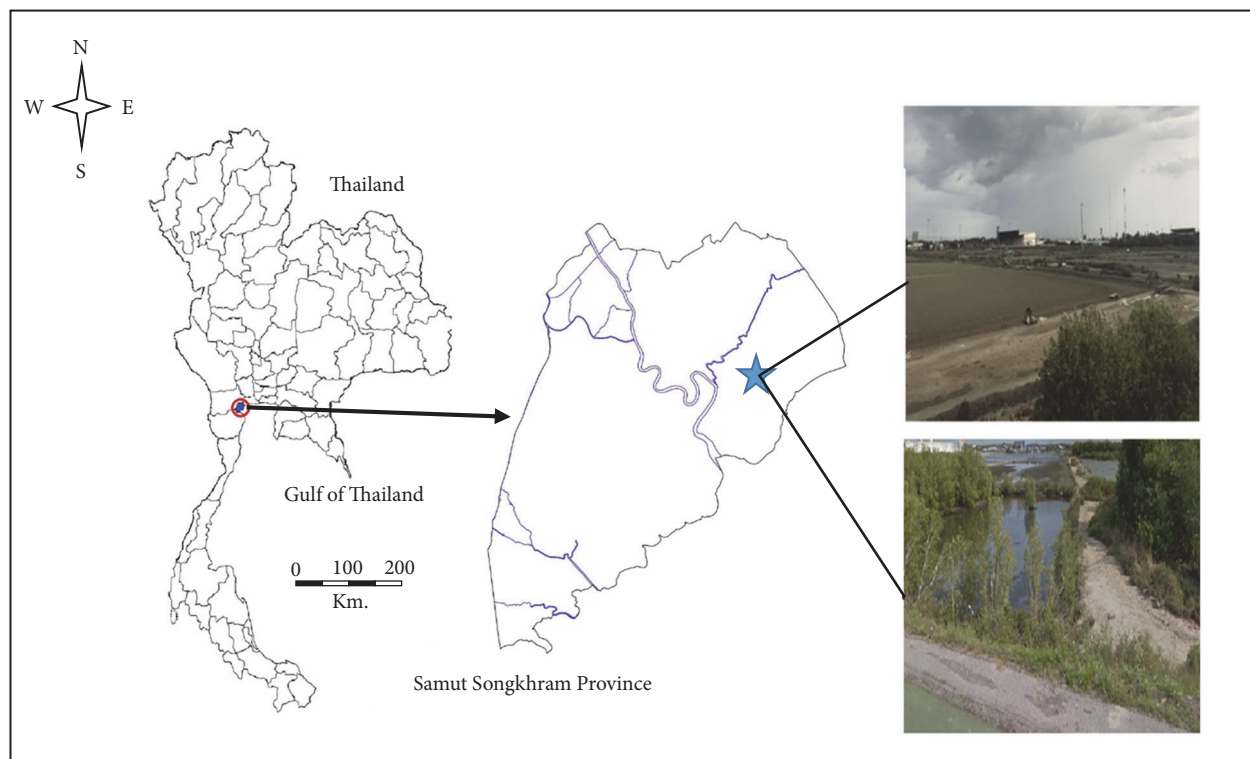 N
W E
S
Thailand
Gulf of Thailand
0 100 200
Km.
Samut Songkhram Province